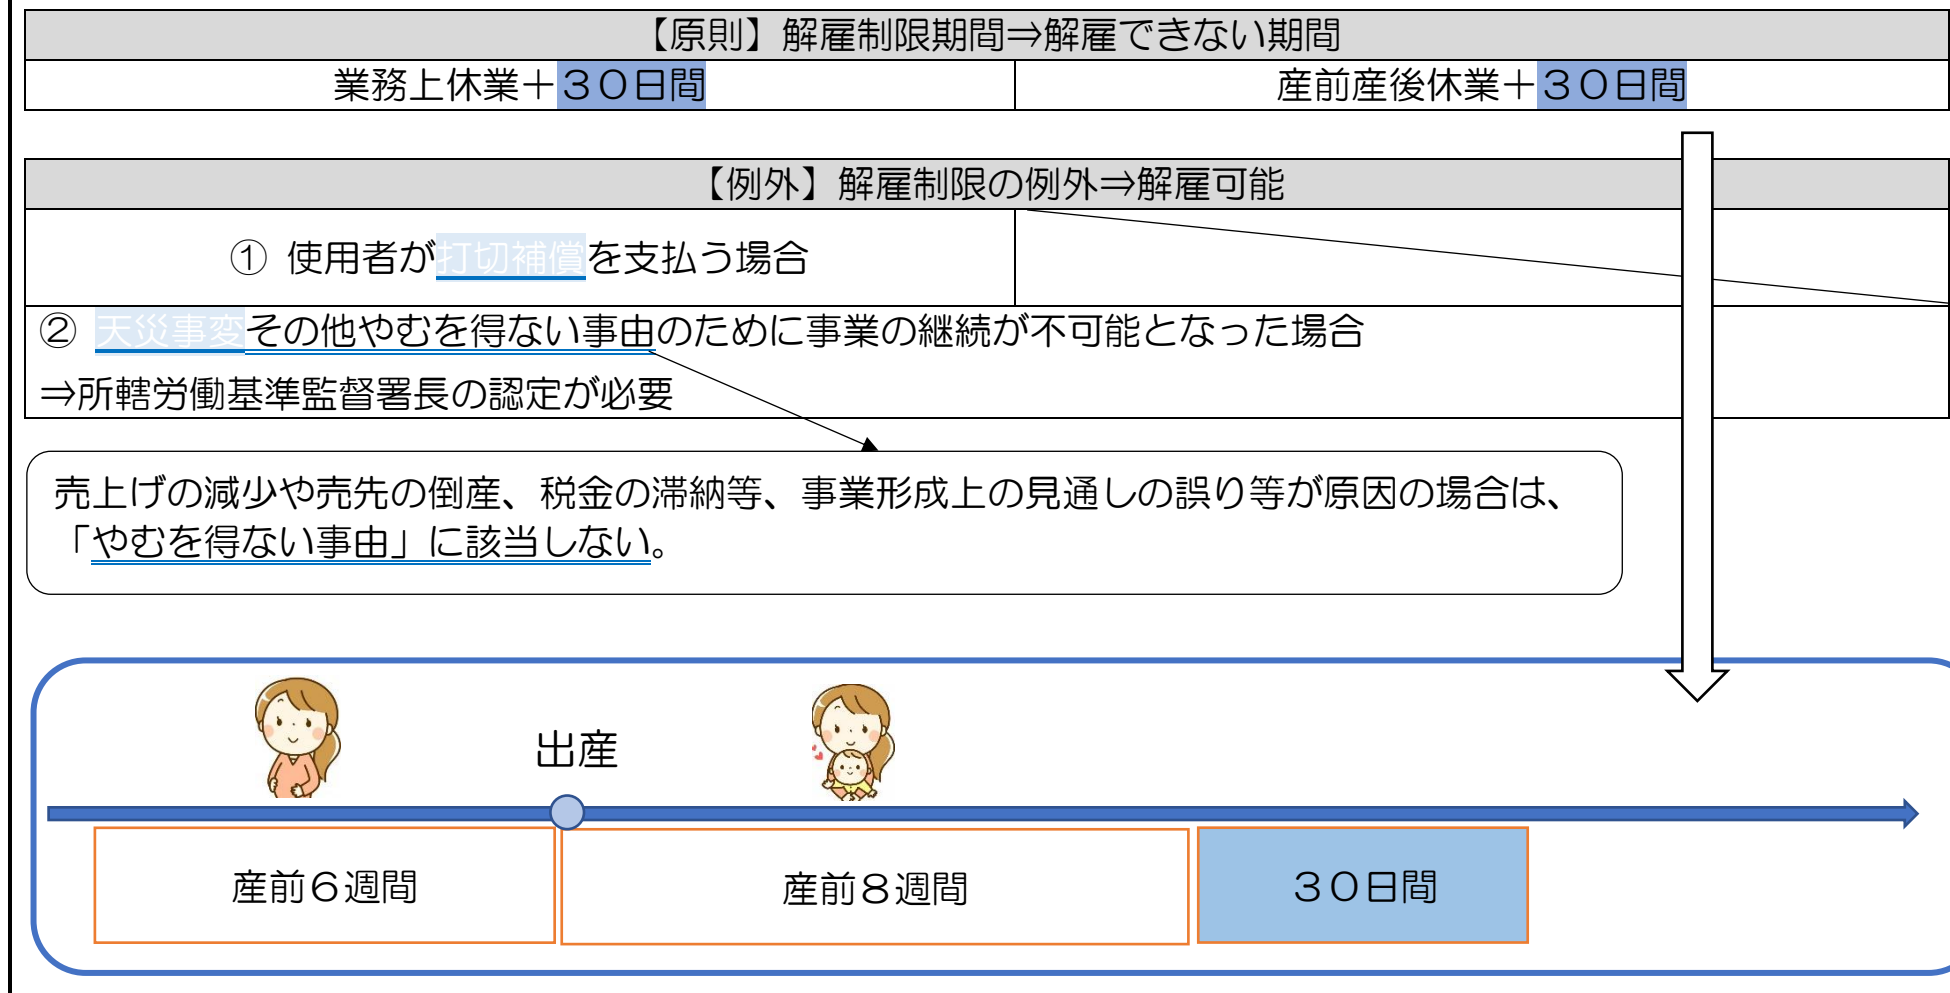 【原則】解雇制限期間⇒解雇できない期間
業務上休業＋３０日間
産前産後休業＋３０日間
【例外】解雇制限の例外⇒解雇可能
① 使用者が打切補償を支払う場合
② 天災事変その他やむを得ない事由のために事業の継続が不可能となった場合
⇒所轄労働基準監督署長の認定が必要
売上げの減少や売先の倒産、税金の滞納等、事業形成上の見通しの誤り等が原因の場合は、
「やむを得ない事由」に該当しない。
出産
産前６週間
産前８週間
３０日間